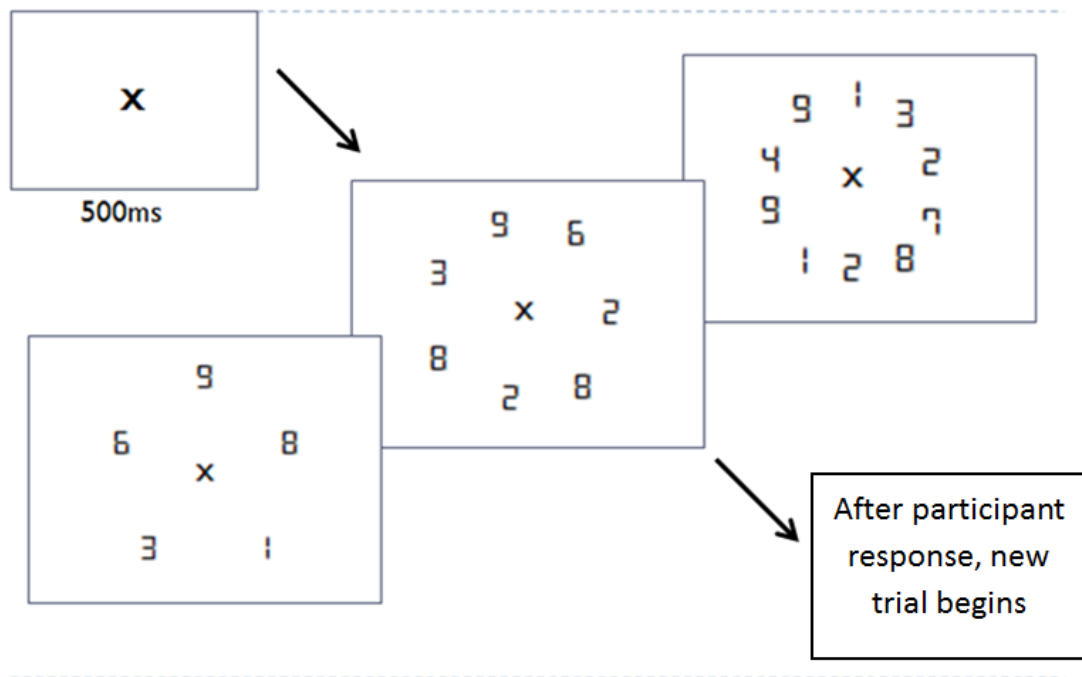 x
500ms
9 6
3
x 2
8
2 8
9
6 8
x
3 1
9 1 3
4 2
x
9 7
1 2 8
After participant
response, new
trial begins